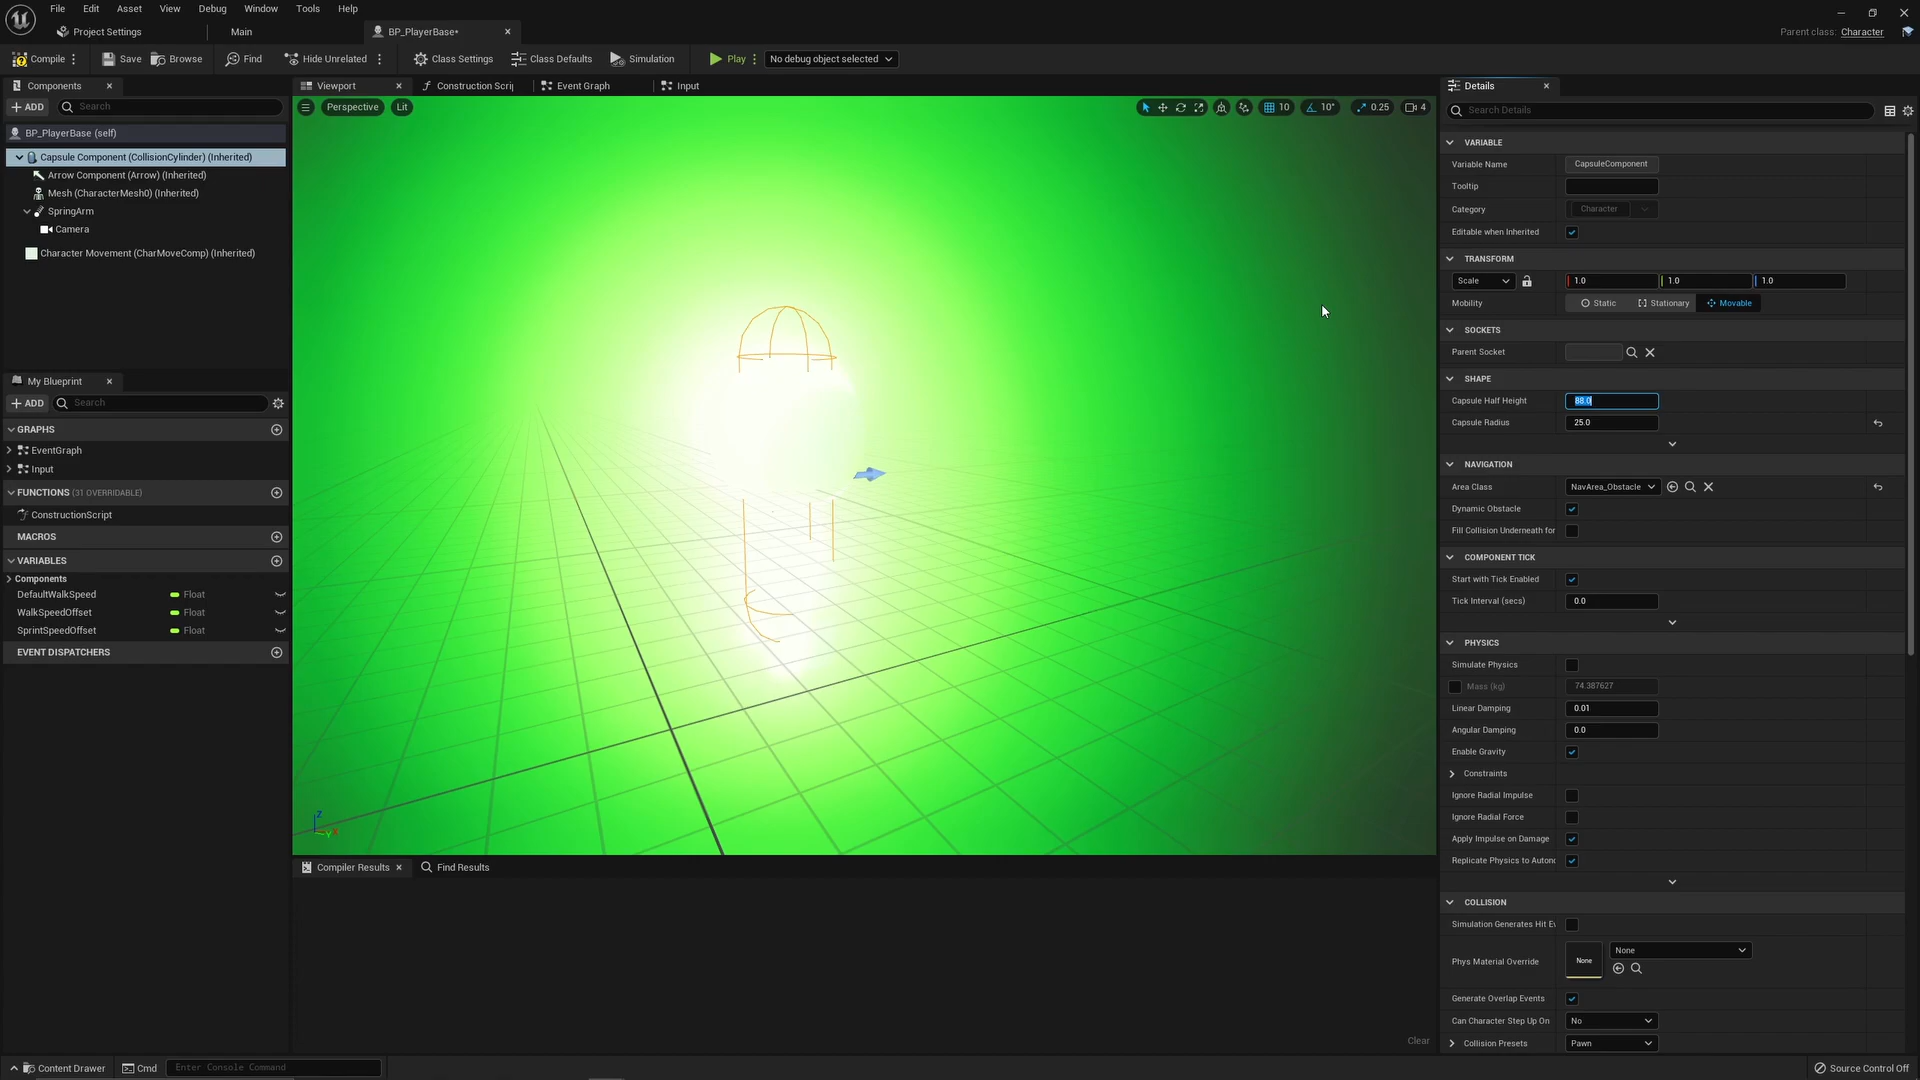 File Edit Asset View Debug Window Tools Help
Project Settings Main BP_PlayerBase* Parent class: Character
Compile Save Browse Find Hide Unrelated Class Settings Class Defaults Simulation Play No debug object selected
Components
ADD Search
BP_PlayerBase (self)
Capsule Component (CollisionCylinder) (Inherited)
Arrow Component (Arrow) (Inherited)
Mesh (CharacterMesh0) (Inherited)
SpringArm
Camera
Character Movement (CharMoveComp) (Inherited)
My Blueprint
ADD Search
GRAPHS
EventGraph
Input
FUNCTIONS (31 OVERRIDABLE)
ConstructionScript
MACROS
VARIABLES
Components
DefaultWalkSpeed Float
WalkSpeedOffset Float
SprintSpeedOffset Float
EVENT DISPATCHERS
Viewport Construction Scrip Event Graph Input
Perspective Lit 10 10° 0.25 4
Z
Y X
Compiler Results Find Results
Clear
Details
Search Details
VARIABLE
Variable Name CapsuleComponent
Tooltip
Category Character
Editable when Inherited
TRANSFORM
Scale 1.0 1.0 1.0
Mobility Static Stationary Movable
SOCKETS
Parent Socket
SHAPE
Capsule Half Height 88.0
Capsule Radius 25.0
NAVIGATION
Area Class NavArea_Obstacle
Dynamic Obstacle
Fill Collision Underneath for
COMPONENT TICK
Start with Tick Enabled
Tick Interval (secs) 0.0
PHYSICS
Simulate Physics
Mass (kg) 74.387627
Linear Damping 0.01
Angular Damping 0.0
Enable Gravity
Constraints
Ignore Radial Impulse
Ignore Radial Force
Apply Impulse on Damage
Replicate Physics to Autono
COLLISION
Simulation Generates Hit Ev
Phys Material Override None None
Generate Overlap Events
Can Character Step Up On No
Collision Presets Pawn
Content Drawer Cmd Enter Console Command Source Control Off